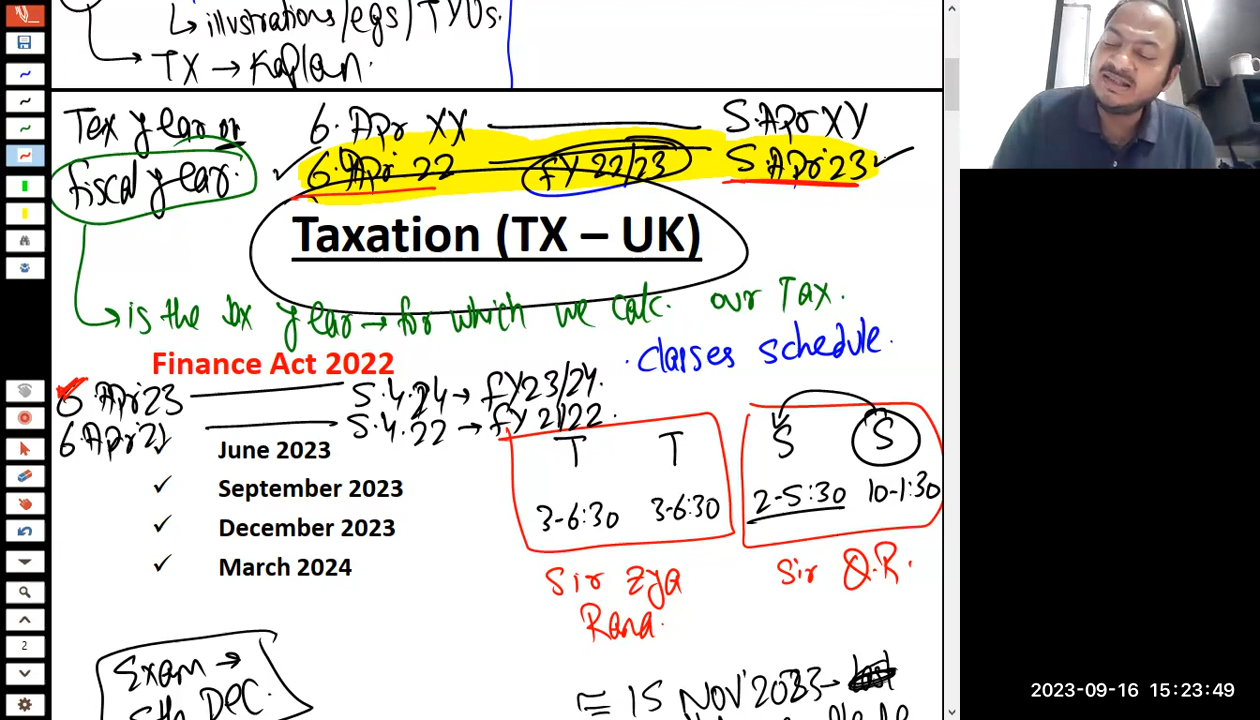 ↳ illustrations/egs/TYUs.
→ TX → Kaplan.
Tax year or 6. Apr XX ——— 5. Apr XY
fiscal year. 6. Apr 22 —— FY 22/23 5. Apr 23
Taxation (TX – UK)
↳ is the tax year → for which we calc. our Tax.
Finance Act 2022
. classes schedule.
6. Apr 23 ——— 5.4.24 → FY 23/24.
6. Apr 21 ——— 5.4.22 → FY 21/22.
✓ June 2023
✓ September 2023
✓ December 2023
✓ March 2024
T T S S
3-6:30 3-6:30 2-5:30 10-1:30
Sir Zya Rana.
Sir Q.R.
Exam →
5th Dec.
= 15 Nov'2023 →
2
2023-09-16 15:23:49